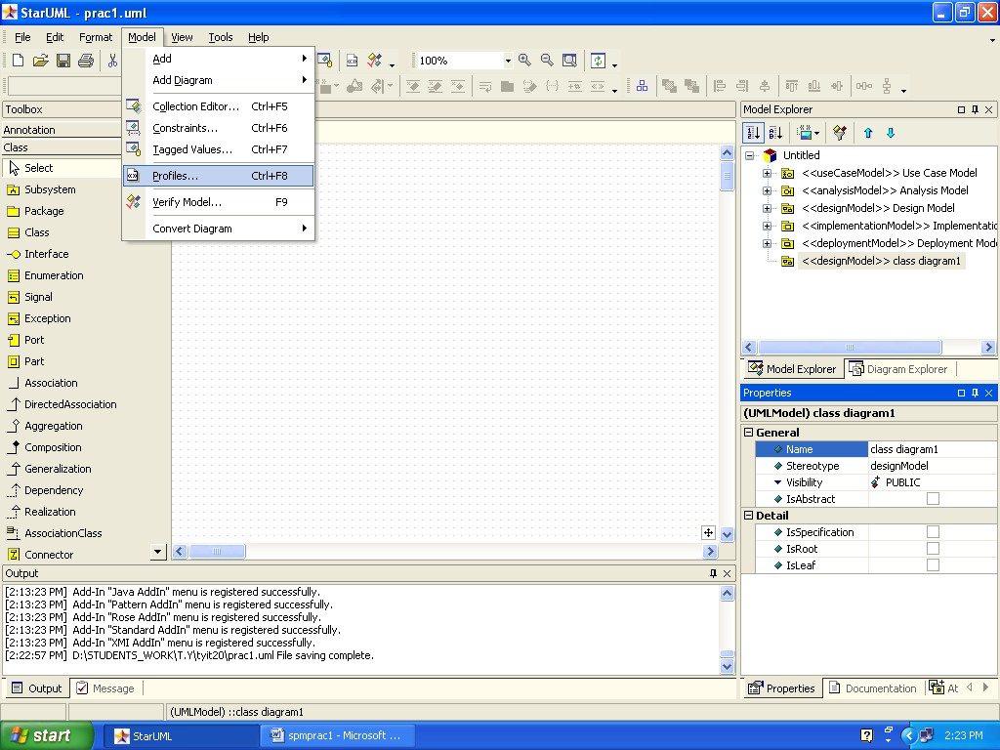 StarUML - prac1.uml
File Edit Format Model View Tools Help
100%
Add
Add Diagram
Collection Editor... Ctrl+F5
Constraints... Ctrl+F6
Tagged Values... Ctrl+F7
Profiles... Ctrl+F8
Verify Model... F9
Convert Diagram
Toolbox
Annotation
Class
Select
Subsystem
Package
Class
Interface
Enumeration
Signal
Exception
Port
Part
Association
DirectedAssociation
Aggregation
Composition
Generalization
Dependency
Realization
AssociationClass
Connector
Model Explorer
Untitled
<<useCaseModel>> Use Case Model
<<analysisModel>> Analysis Model
<<designModel>> Design Model
<<implementationModel>> Implementatio
<<deploymentModel>> Deployment Mode
<<designModel>> class diagram1
Model Explorer Diagram Explorer
Properties
(UMLModel) class diagram1
General
Name class diagram1
Stereotype designModel
Visibility PUBLIC
IsAbstract
Detail
IsSpecification
IsRoot
IsLeaf
Properties Documentation At
Output
[2:13:23 PM] Add-In "Java AddIn" menu is registered successfully.
[2:13:23 PM] Add-In "Pattern AddIn" menu is registered successfully.
[2:13:23 PM] Add-In "Rose AddIn" menu is registered successfully.
[2:13:23 PM] Add-In "Standard AddIn" menu is registered successfully.
[2:13:23 PM] Add-In "XMI AddIn" menu is registered successfully.
[2:22:57 PM] D:\STUDENTS_WORK\T.Y\tyit20\prac1.uml File saving complete.
Output Message
(UMLModel) ::class diagram1
start StarUML spmprac1 - Microsoft ... 2:23 PM